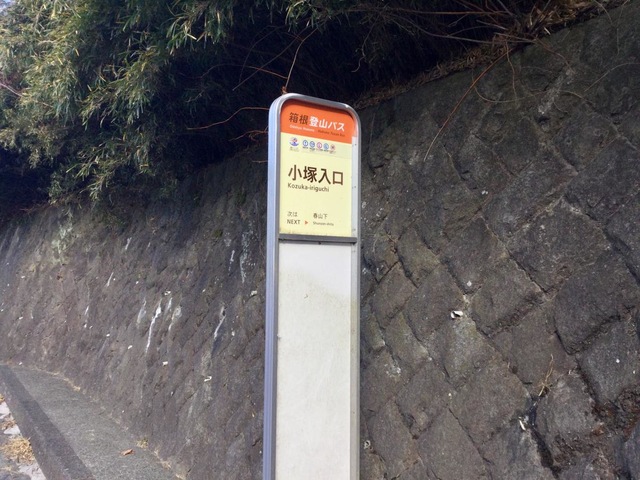 箱根登山バス
小塚入口
Kozuka-iriguchi
次は 春山下
NEXT